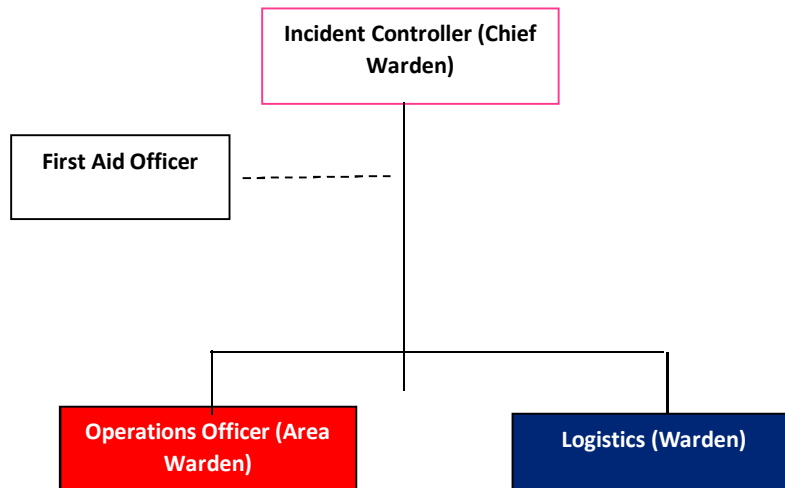 Incident Controller (Chief
Warden)
First Aid Officer
Operations Officer (Area
Warden)
Logistics (Warden)